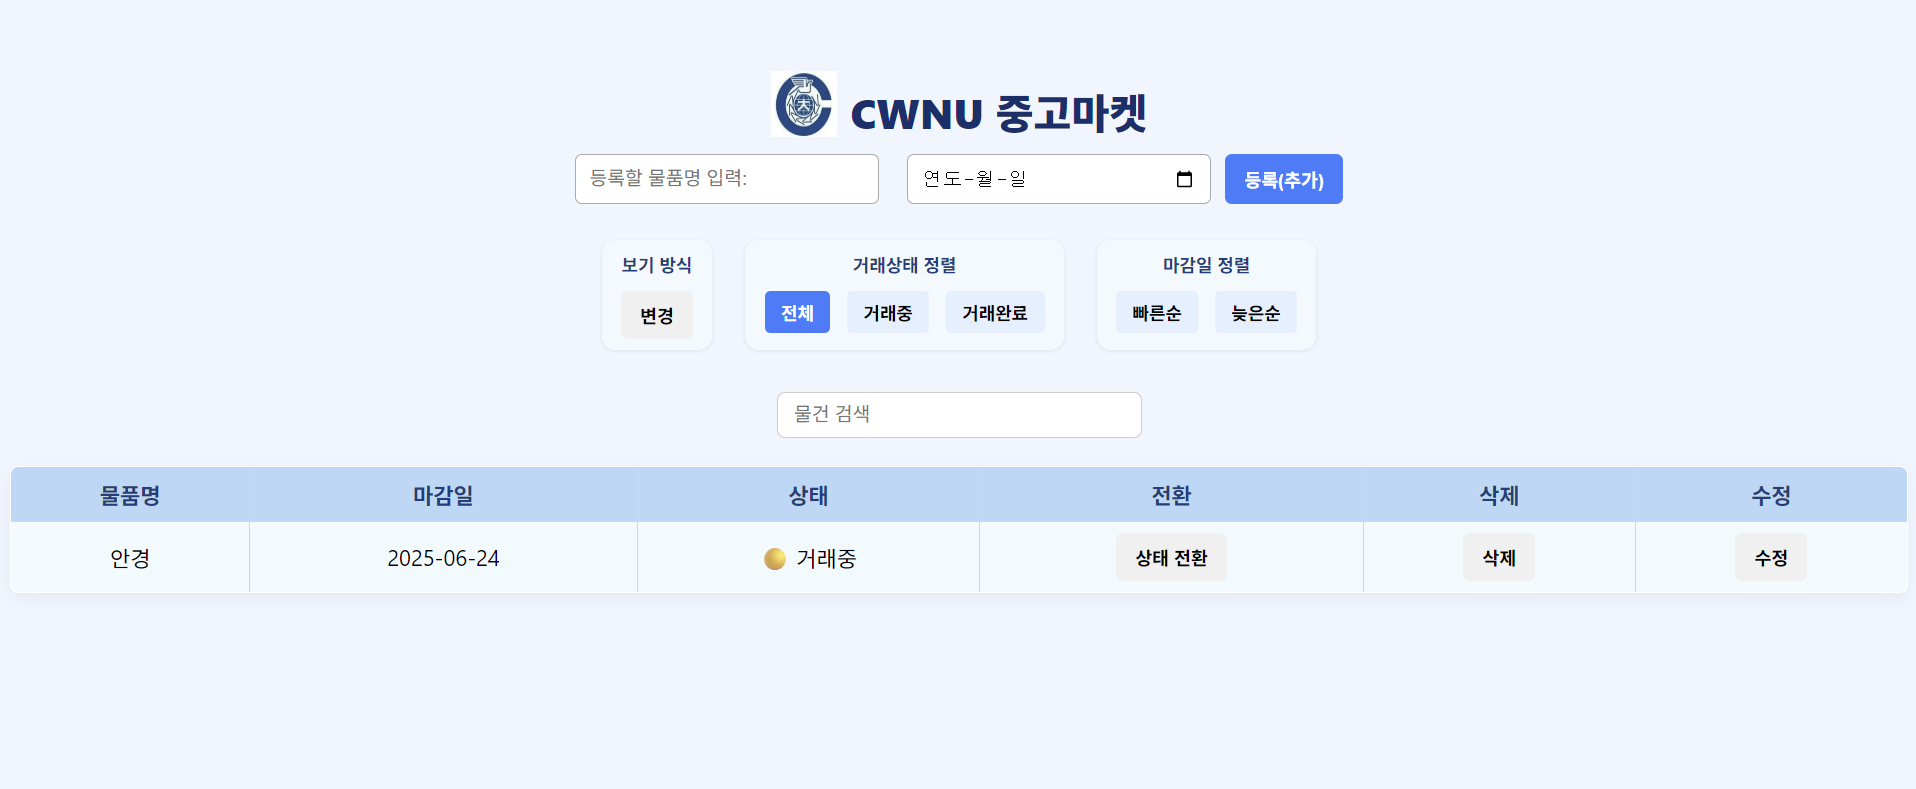 CWNU 중고마켓
등록할 물품명 입력:
연도-월-일
등록(추가)
보기 방식
변경
거래상태 정렬
전체 거래중 거래완료
마감일 정렬
빠른순 늦은순
물건 검색
물품명 마감일 상태 전환 삭제 수정
안경 2025-06-24 거래중 상태 전환 삭제 수정